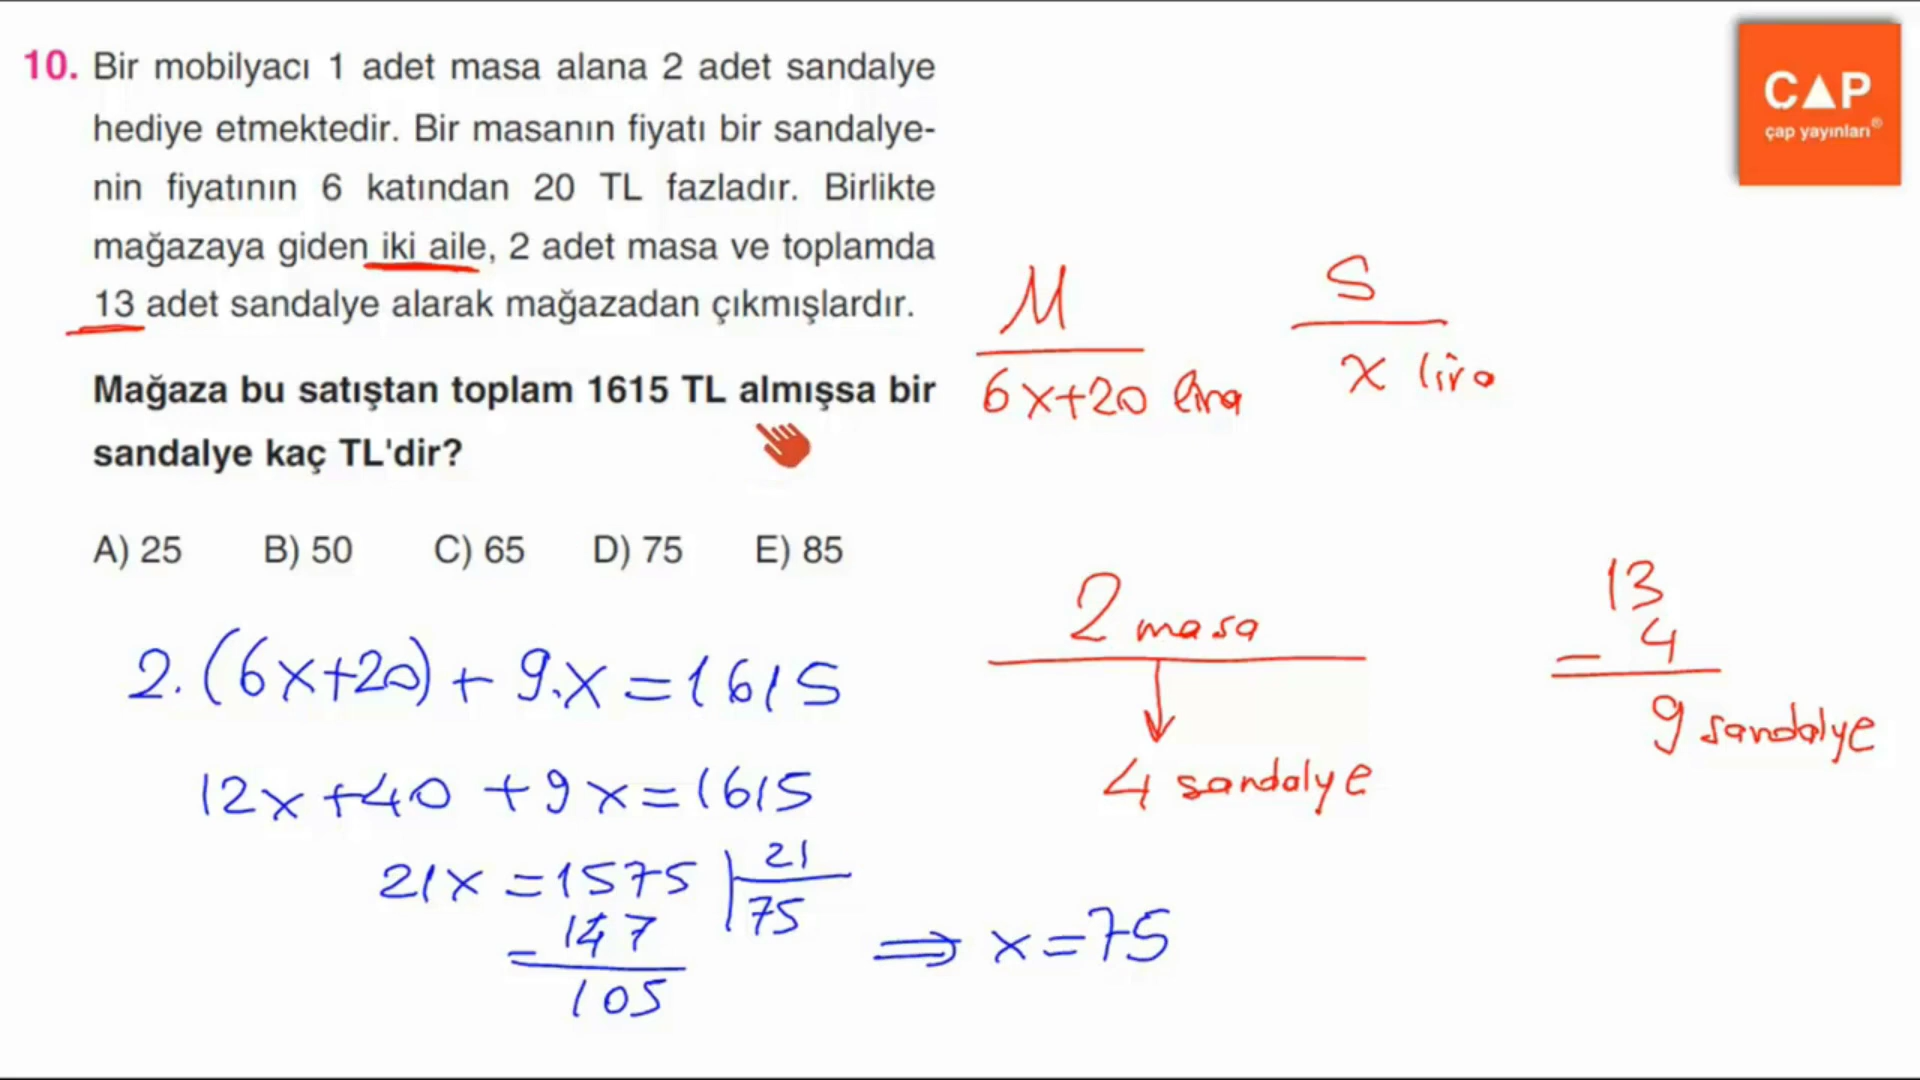 10. Bir mobilyacı 1 adet masa alana 2 adet sandalye
hediye etmektedir. Bir masanın fiyatı bir sandalye-
nin fiyatının 6 katından 20 TL fazladır. Birlikte
mağazaya giden iki aile, 2 adet masa ve toplamda
13 adet sandalye alarak mağazadan çıkmışlardır.
Mağaza bu satıştan toplam 1615 TL almışsa bir
sandalye kaç TL'dir?
A) 25 B) 50 C) 65 D) 75 E) 85
CAP
çap yayınları®
M
6x+20 lira
S
x lira
2 masa
4 sandalye
13
- 4
9 sandalye
2.(6x+20)+9.x=1615
12x+40+9x=1615
21x=1575 21
- 147 75
105
⇒ x=75